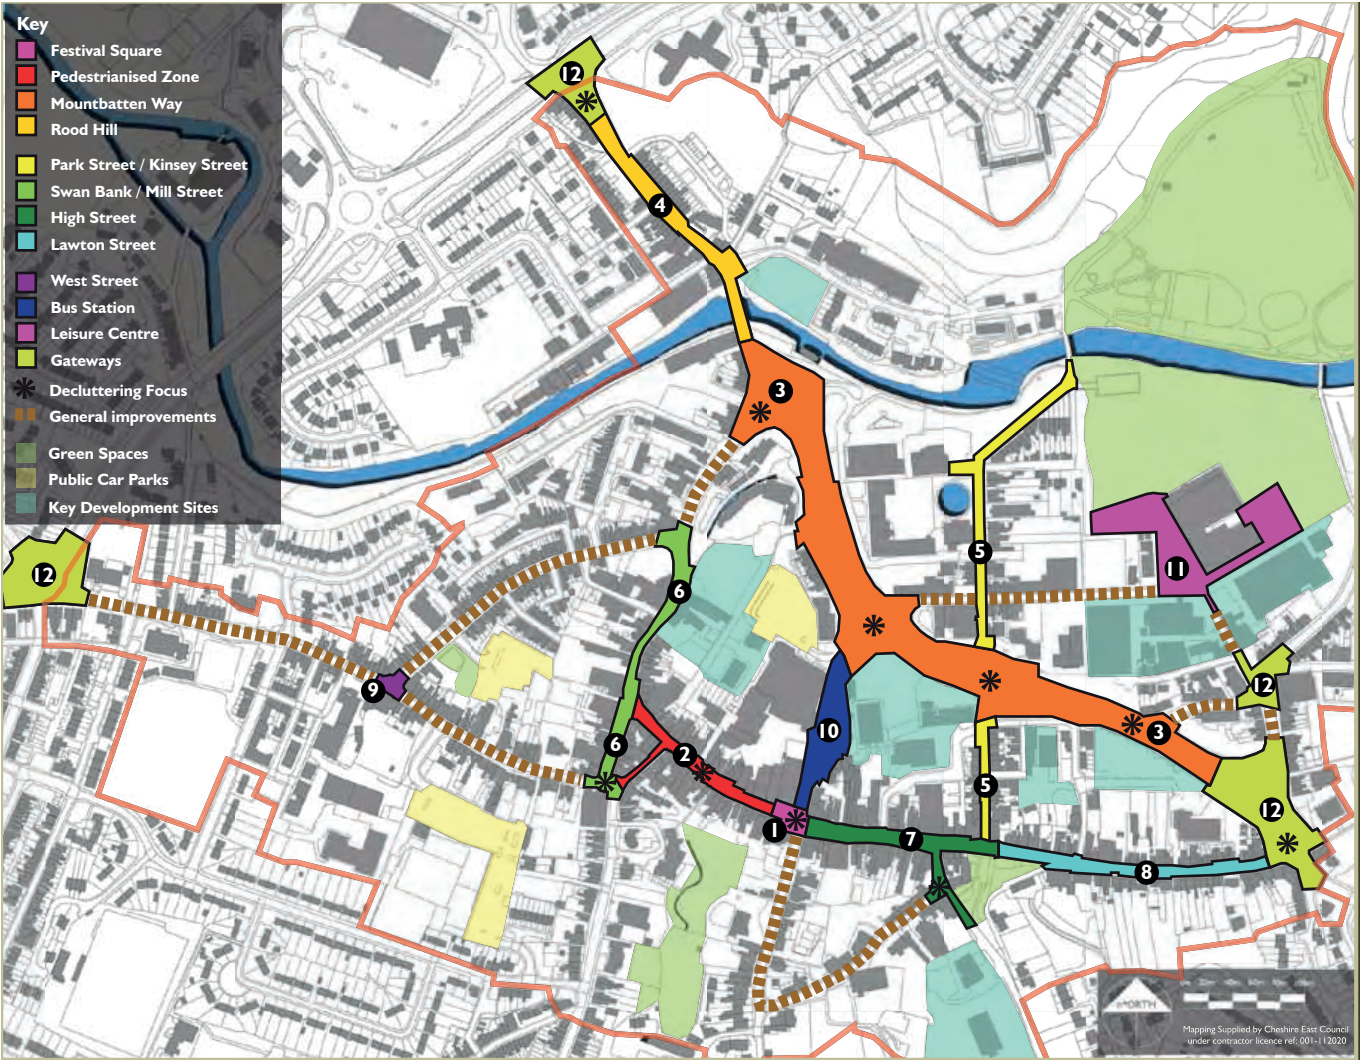 Key
Festival Square
Pedestrianised Zone
Mountbatten Way
Rood Hill
Park Street / Kinsey Street
Swan Bank / Mill Street
High Street
Lawton Street
West Street
Bus Station
Leisure Centre
Gateways
Decluttering Focus
General improvements
Green Spaces
Public Car Parks
Key Development Sites
12
4
3
5
12
11
6
9
12
10
6
2
3
5
12
1
7
8
NORTH
Mapping Supplied by Cheshire East Council
under contractor licence ref: 001-112020